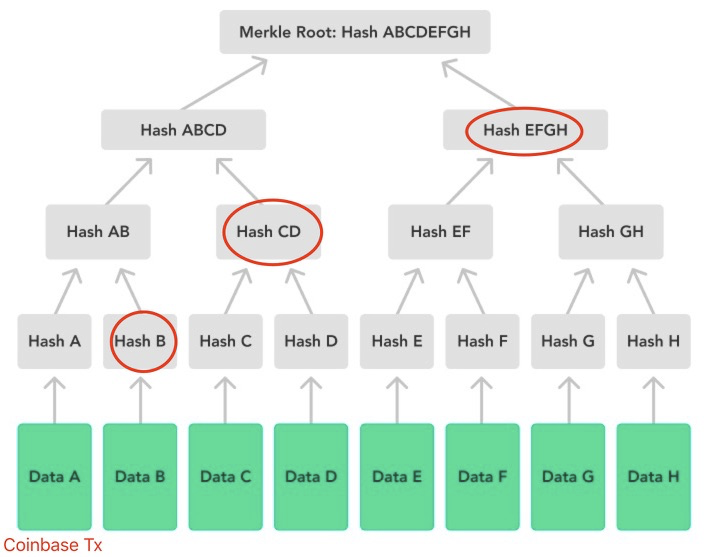 Merkle Root: Hash ABCDEFGH
Hash ABCD
Hash EFGH
Hash AB
Hash CD
Hash EF
Hash GH
Hash A
Hash B
Hash C
Hash D
Hash E
Hash F
Hash G
Hash H
Data A
Data B
Data C
Data D
Data E
Data F
Data G
Data H
Coinbase Tx